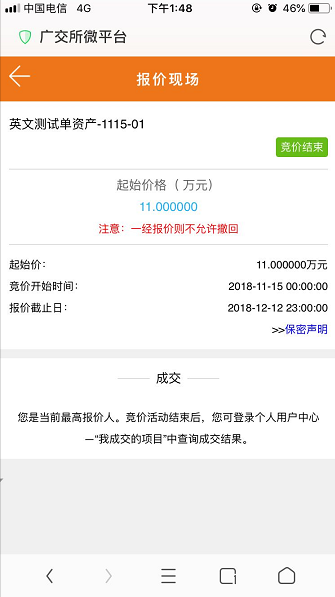 中国电信 4G 下午1:48 46%
广交所微平台
报价现场
英文测试单资产-1115-01
竞价结束
起始价格（ 万元）
11.000000
注意：一经报价则不允许撤回
起始价： 11.000000万元
竞价开始时间： 2018-11-15 00:00:00
报价截止日： 2018-12-12 23:00:00
>>保密声明
成交
您是当前最高报价人。竞价活动结束后，您可登录个人用户中心
—“我成交的项目”中查询成交结果。